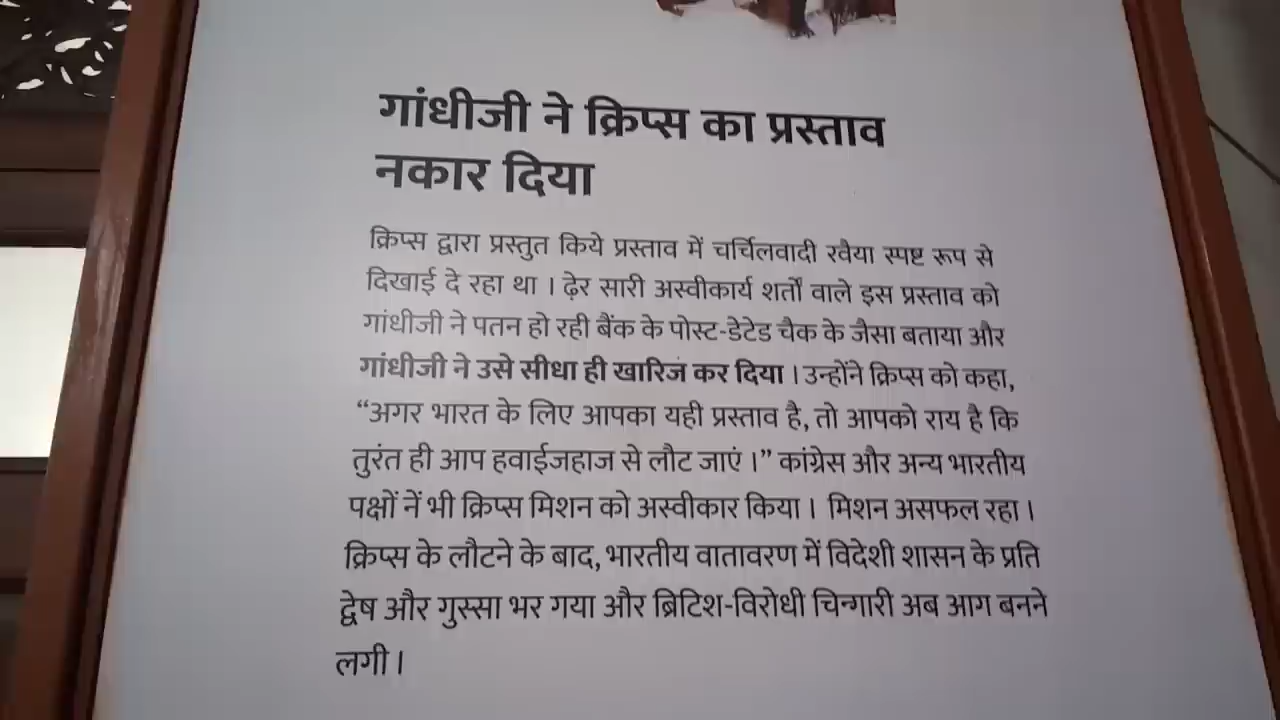 गांधीजी ने क्रिप्स का प्रस्ताव
नकार दिया
क्रिप्स द्वारा प्रस्तुत किये प्रस्ताव में चर्चिलवादी रवैया स्पष्ट रूप से
दिखाई दे रहा था । ढ़ेर सारी अस्वीकार्य शर्तों वाले इस प्रस्ताव को
गांधीजी ने पतन हो रही बैंक के पोस्ट-डेटेड चैक के जैसा बताया और
गांधीजी ने उसे सीधा ही खारिज कर दिया । उन्होंने क्रिप्स को कहा,
“अगर भारत के लिए आपका यही प्रस्ताव है, तो आपको राय है कि
तुरंत ही आप हवाईजहाज से लौट जाएं ।” कांग्रेस और अन्य भारतीय
पक्षों नें भी क्रिप्स मिशन को अस्वीकार किया । मिशन असफल रहा ।
क्रिप्स के लौटने के बाद, भारतीय वातावरण में विदेशी शासन के प्रति
द्वेष और गुस्सा भर गया और ब्रिटिश-विरोधी चिन्गारी अब आग बनने
लगी ।